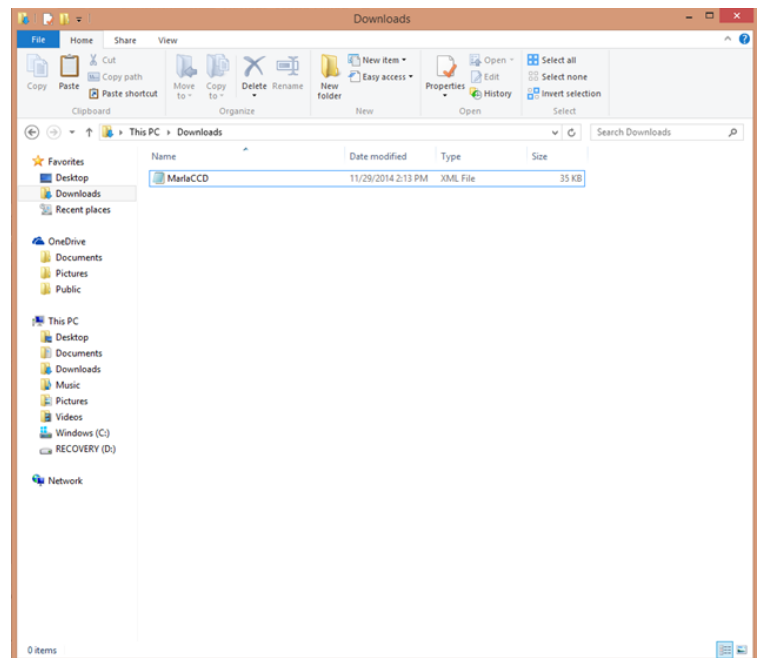 Downloads
File Home Share View
Copy Paste Cut
Copy path
Paste shortcut
Clipboard
Move to Copy to Delete Rename
Organize
New folder New item
Easy access
New
Properties Open
Edit
History
Open
Select all
Select none
Invert selection
Select
This PC Downloads Search Downloads
Favorites
Desktop
Downloads
Recent places
OneDrive
Documents
Pictures
Public
This PC
Desktop
Documents
Downloads
Music
Pictures
Videos
Windows (C:)
RECOVERY (D:)
Network
Name Date modified Type Size
MarlaCCD 11/29/2014 2:13 PM XML File 35 KB
0 items